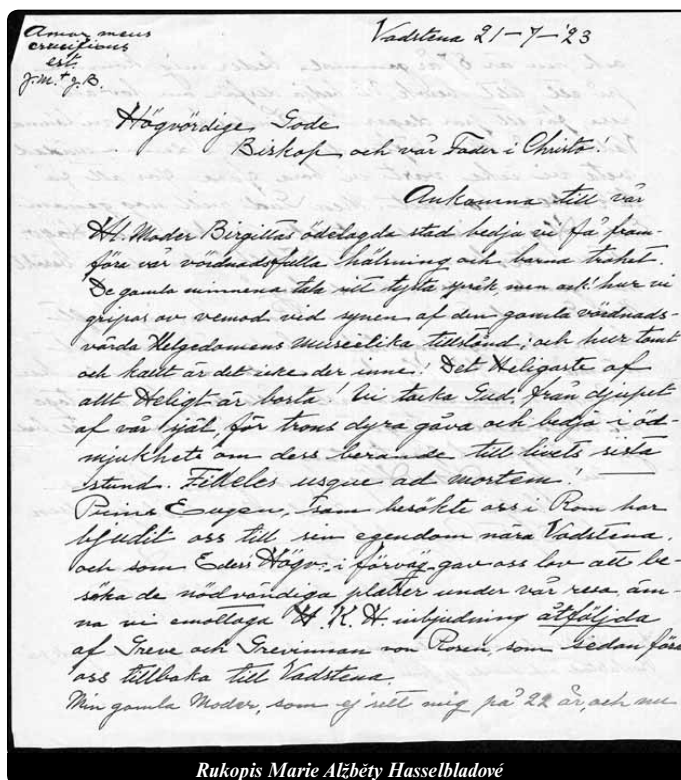 Amor meus
crucifixus
est.
J.M.+J.B.
Vadstena 21-7-'23
Högvördige Gode
Biskop och vår Fader i Christo!
Ankomna till vår
Hl. Moder Birgittas ödelagda stad bedja vi få fram-
föra vår vördnadsfulla hälsning och barna trohet.
De gamla minnena tala sitt tysta språk, men ack! hur vi
gripas av vemod ved synen af den gamla vördnads-
värda Helgedomens museilika tillstånd; och hur tomt
och kallt är det icke der inne! Det Heligaste af
allt Heligt är borta! Vi tacka Gud, från djupet
af vår själ, för trons dyra gåva och bedja i öd-
mjukhet om dess bevarande till livets sista
stund. Fideles usque ad mortem!
Prins Eugen, som besökte oss i Rom har
bjudit oss till sin egendom nära Vadstena,
och som Eders Högv. i förväg gav oss lov att be-
söka de nödvändiga platser under vår resa, äm-
na vi emottaga H.K.H. inbjudning åtföljda
af Greve och Grevinnan von Rosen, som sedan föra
oss tillbaka till Vadstena.
Min gamla Moder, som ej sett mig på 22 år, och nu
Rukopis Marie Alžběty Hasselbladové